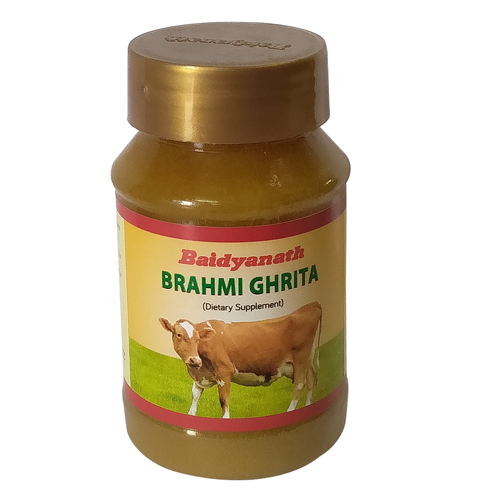 Baidyanath
BRAHMI GHRITA
(Dietary Supplement)